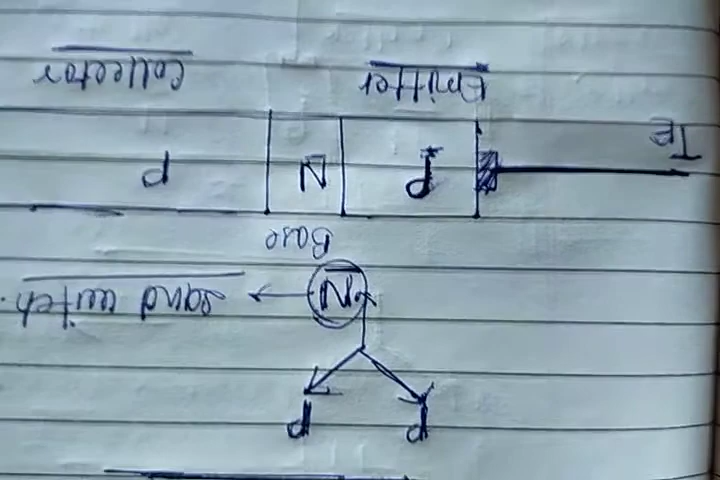 P P
N → Sand witch.
Base
IE P N P
Emitter Collector